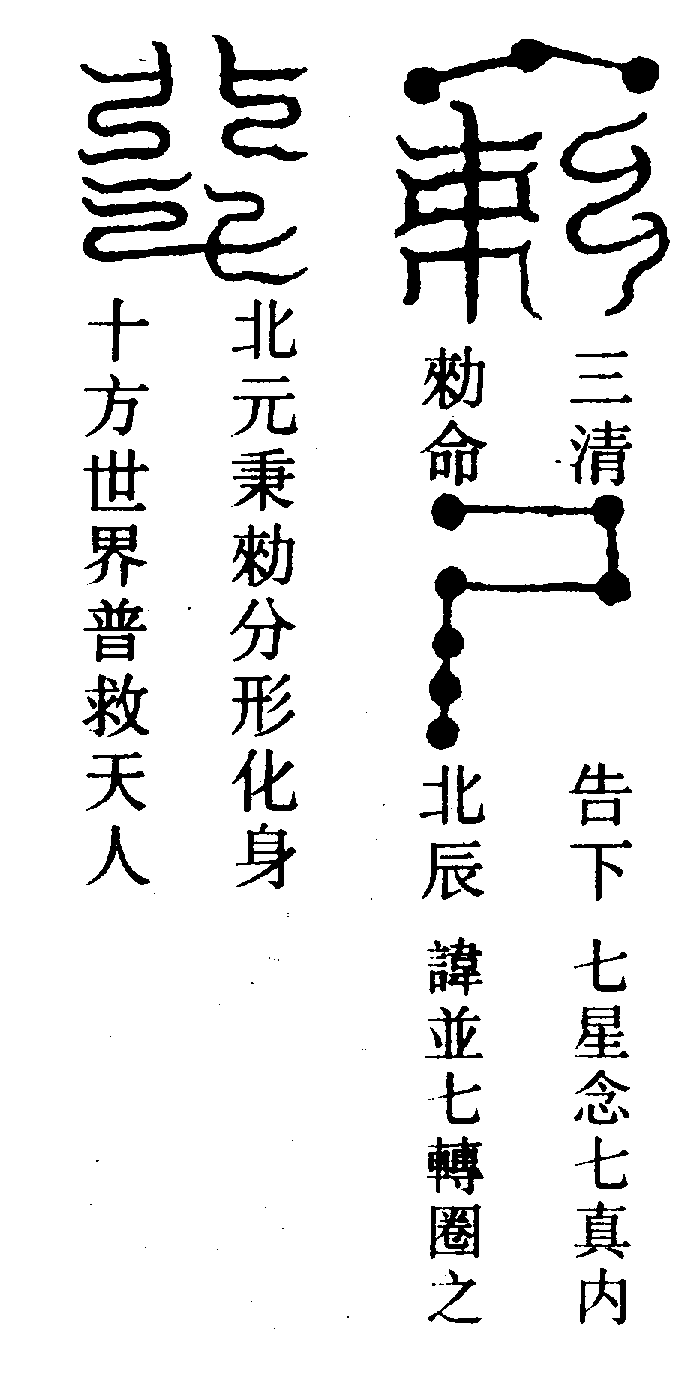 三清
勑命
告下
北辰
七星念七真内
諱並七轉圈之
北元秉勑分形化身
十方世界普救天人